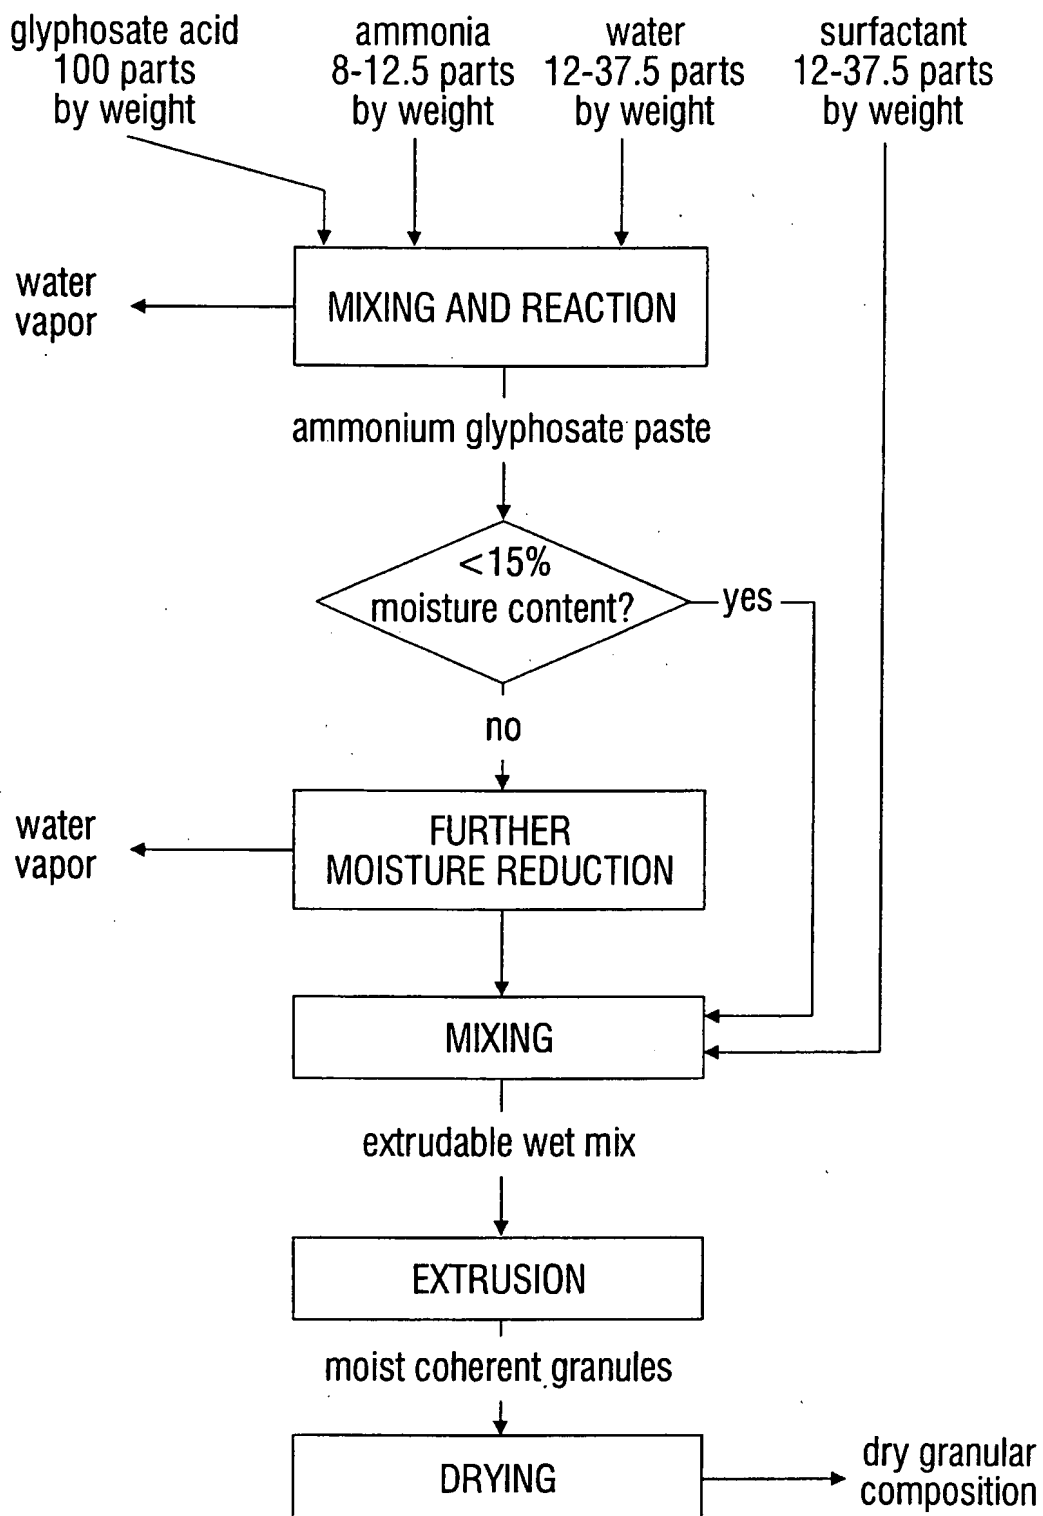 glyphosate acid
100 parts
by weight
ammonia
8-12.5 parts
by weight
water
12-37.5 parts
by weight
surfactant
12-37.5 parts
by weight
water
vapor
MIXING AND REACTION
ammonium glyphosate paste
<15%
moisture content?
yes
no
water
vapor
FURTHER
MOISTURE REDUCTION
MIXING
extrudable wet mix
EXTRUSION
moist coherent granules
DRYING
dry granular
composition